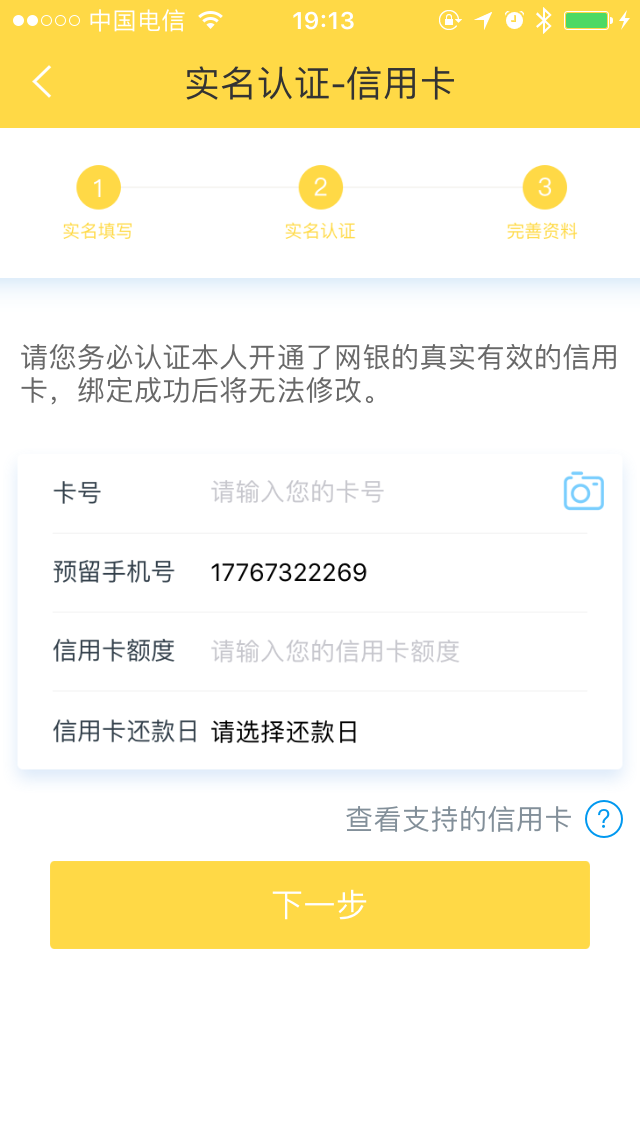 中国电信 19:13
实名认证-信用卡
1 2 3
实名填写 实名认证 完善资料
请您务必认证本人开通了网银的真实有效的信用
卡，绑定成功后将无法修改。
卡号 请输入您的卡号
预留手机号 17767322269
信用卡额度 请输入您的信用卡额度
信用卡还款日 请选择还款日
查看支持的信用卡 ?
下一步